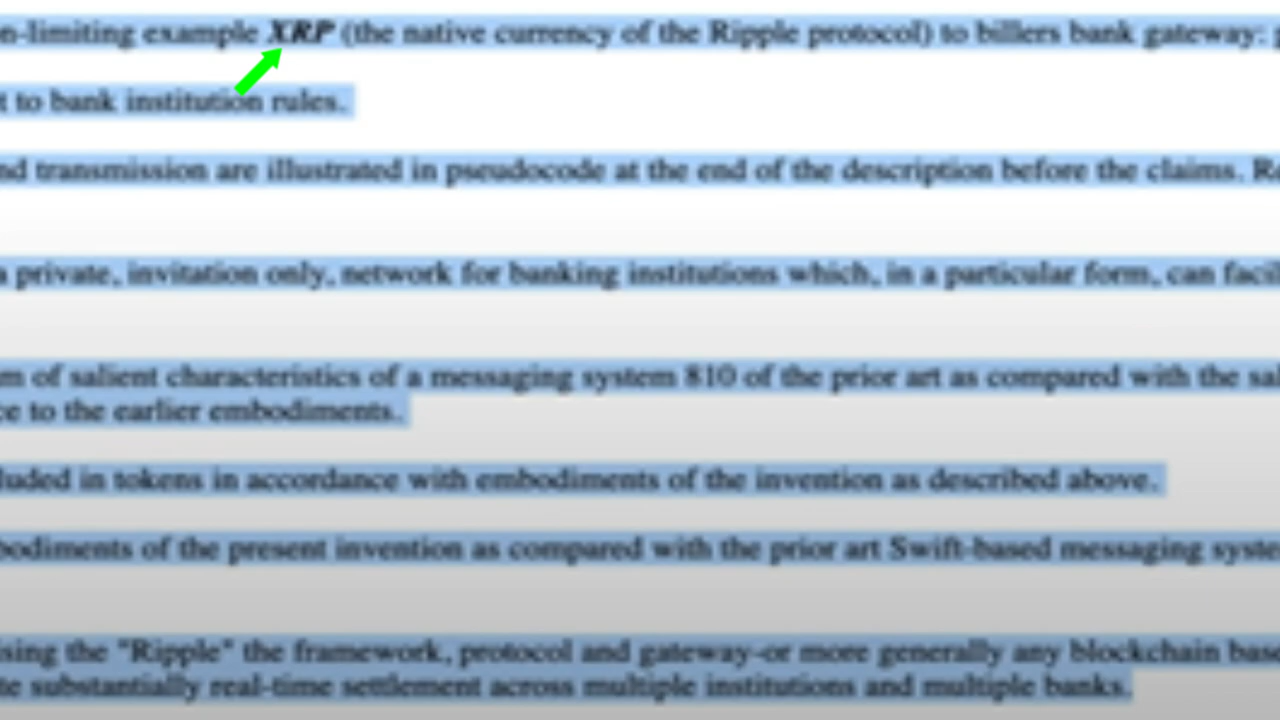 n-limiting example XRP (the native currency of the Ripple protocol) to billers bank gateway:
t to bank institution rules.
nd transmission are illustrated in pseudocode at the end of the description before the claims. R
a private, invitation only, network for banking institutions which, in a particular form, can facil
m of salient characteristics of a messaging system 810 of the prior art as compared with the sal
ce to the earlier embodiments.
luded in tokens in accordance with embodiments of the invention as described above.
bodiments of the present invention as compared with the prior art Swift-based messaging syste
ising the "Ripple" the framework, protocol and gateway-or more generally any blockchain base
te substantially real-time settlement across multiple institutions and multiple banks.